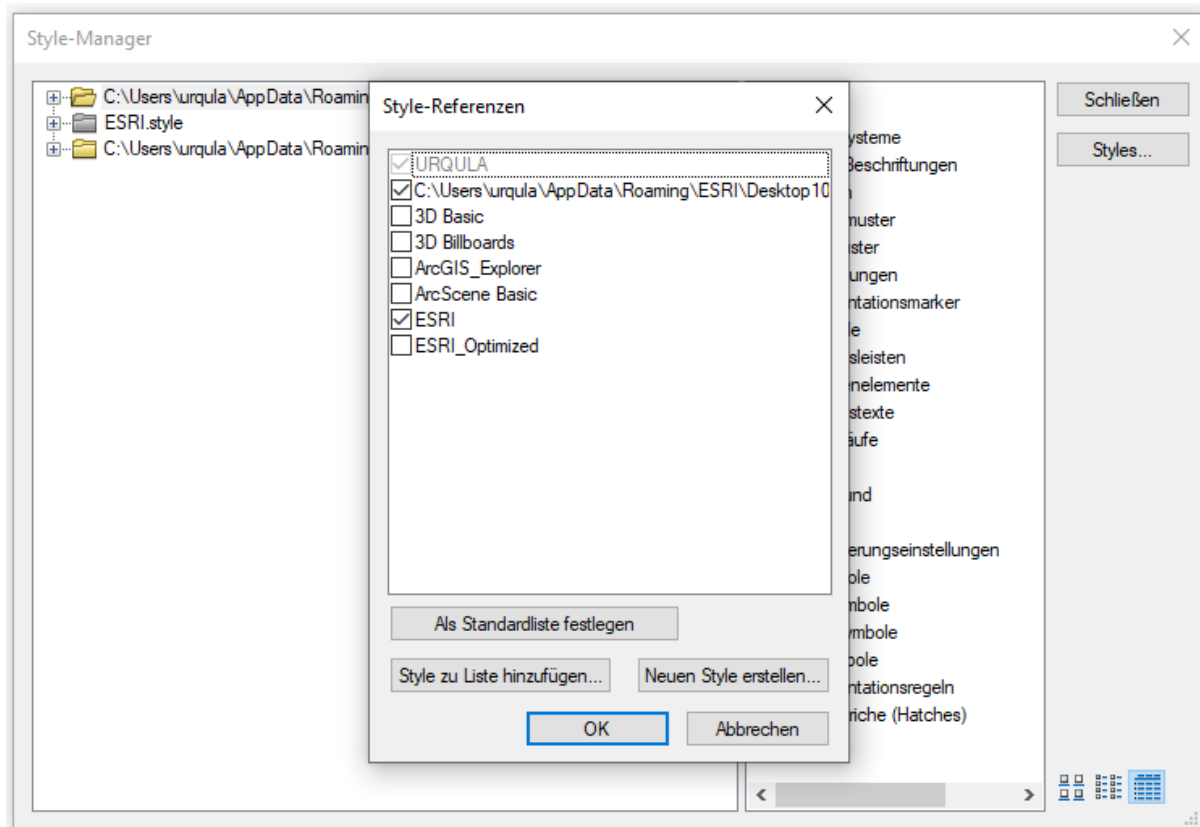 Style-Manager
C:\Users\urqula\AppData\Roamin
ESRI.style
C:\Users\urqula\AppData\Roamin
Style-Referenzen
URQULA
C:\Users\urqula\AppData\Roaming\ESRI\Desktop10
3D Basic
3D Billboards
ArcGIS_Explorer
ArcScene Basic
ESRI
ESRI_Optimized
Als Standardliste festlegen
Style zu Liste hinzufügen...
Neuen Style erstellen...
OK
Abbrechen
ysteme
Beschriftungen
muster
ster
ungen
ntationsmarker
e
sleisten
nelemente
stexte
äufe
und
erungseinstellungen
ole
nbole
ymbole
bole
ntationsregeln
riche (Hatches)
Schließen
Styles...